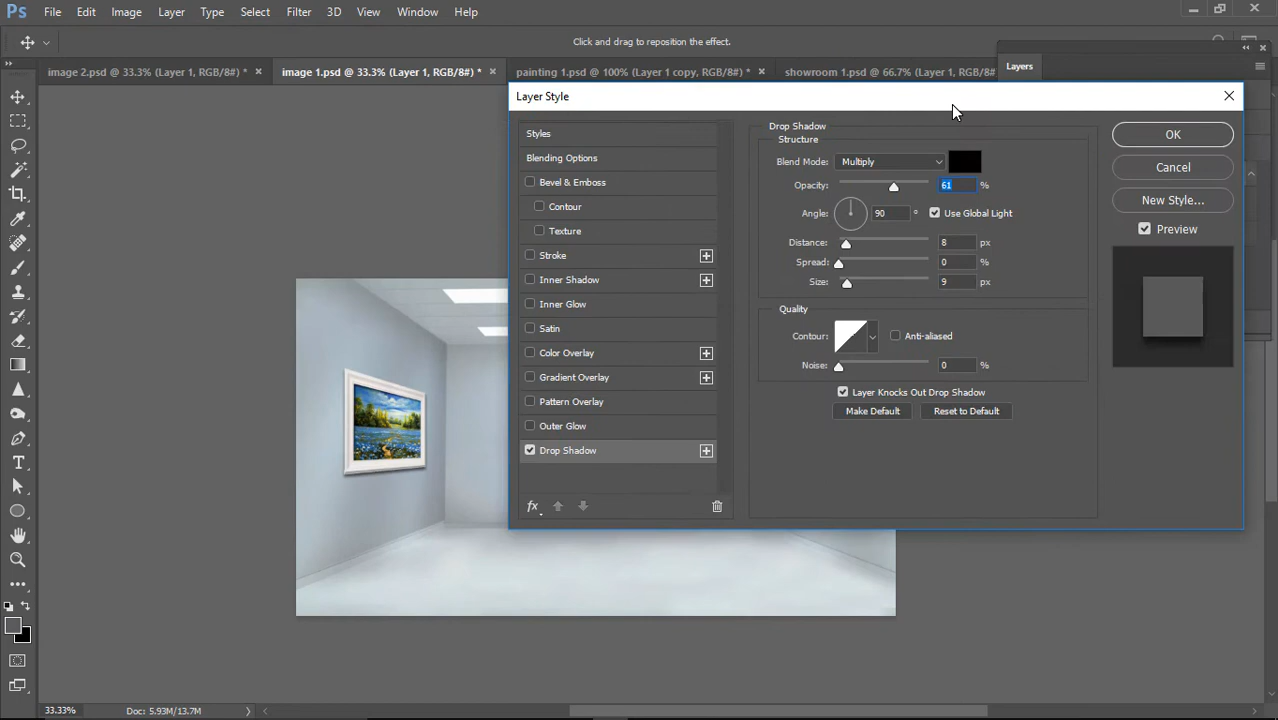 Ps File Edit Image Layer Type Select Filter 3D View Window Help
Click and drag to reposition the effect.
image 2.psd @ 33.3% (Layer 1, RGB/8#) * image 1.psd @ 33.3% (Layer 1, RGB/8#) * painting 1.psd @ 100% (Layer 1 copy, RGB/8#) * showroom 1.psd @ 66.7% (Layer 1, RGB/8# Layers
Layer Style
Styles
Blending Options
Bevel & Emboss
Contour
Texture
Stroke
Inner Shadow
Inner Glow
Satin
Color Overlay
Gradient Overlay
Pattern Overlay
Outer Glow
Drop Shadow
fx
Drop Shadow
Structure
Blend Mode: Multiply
Opacity: 61 %
Angle: 90 ° Use Global Light
Distance: 8 px
Spread: 0 %
Size: 9 px
Quality
Contour: Anti-aliased
Noise: 0 %
Layer Knocks Out Drop Shadow
Make Default Reset to Default
OK
Cancel
New Style...
Preview
T
33.33% Doc: 5.93M/13.7M